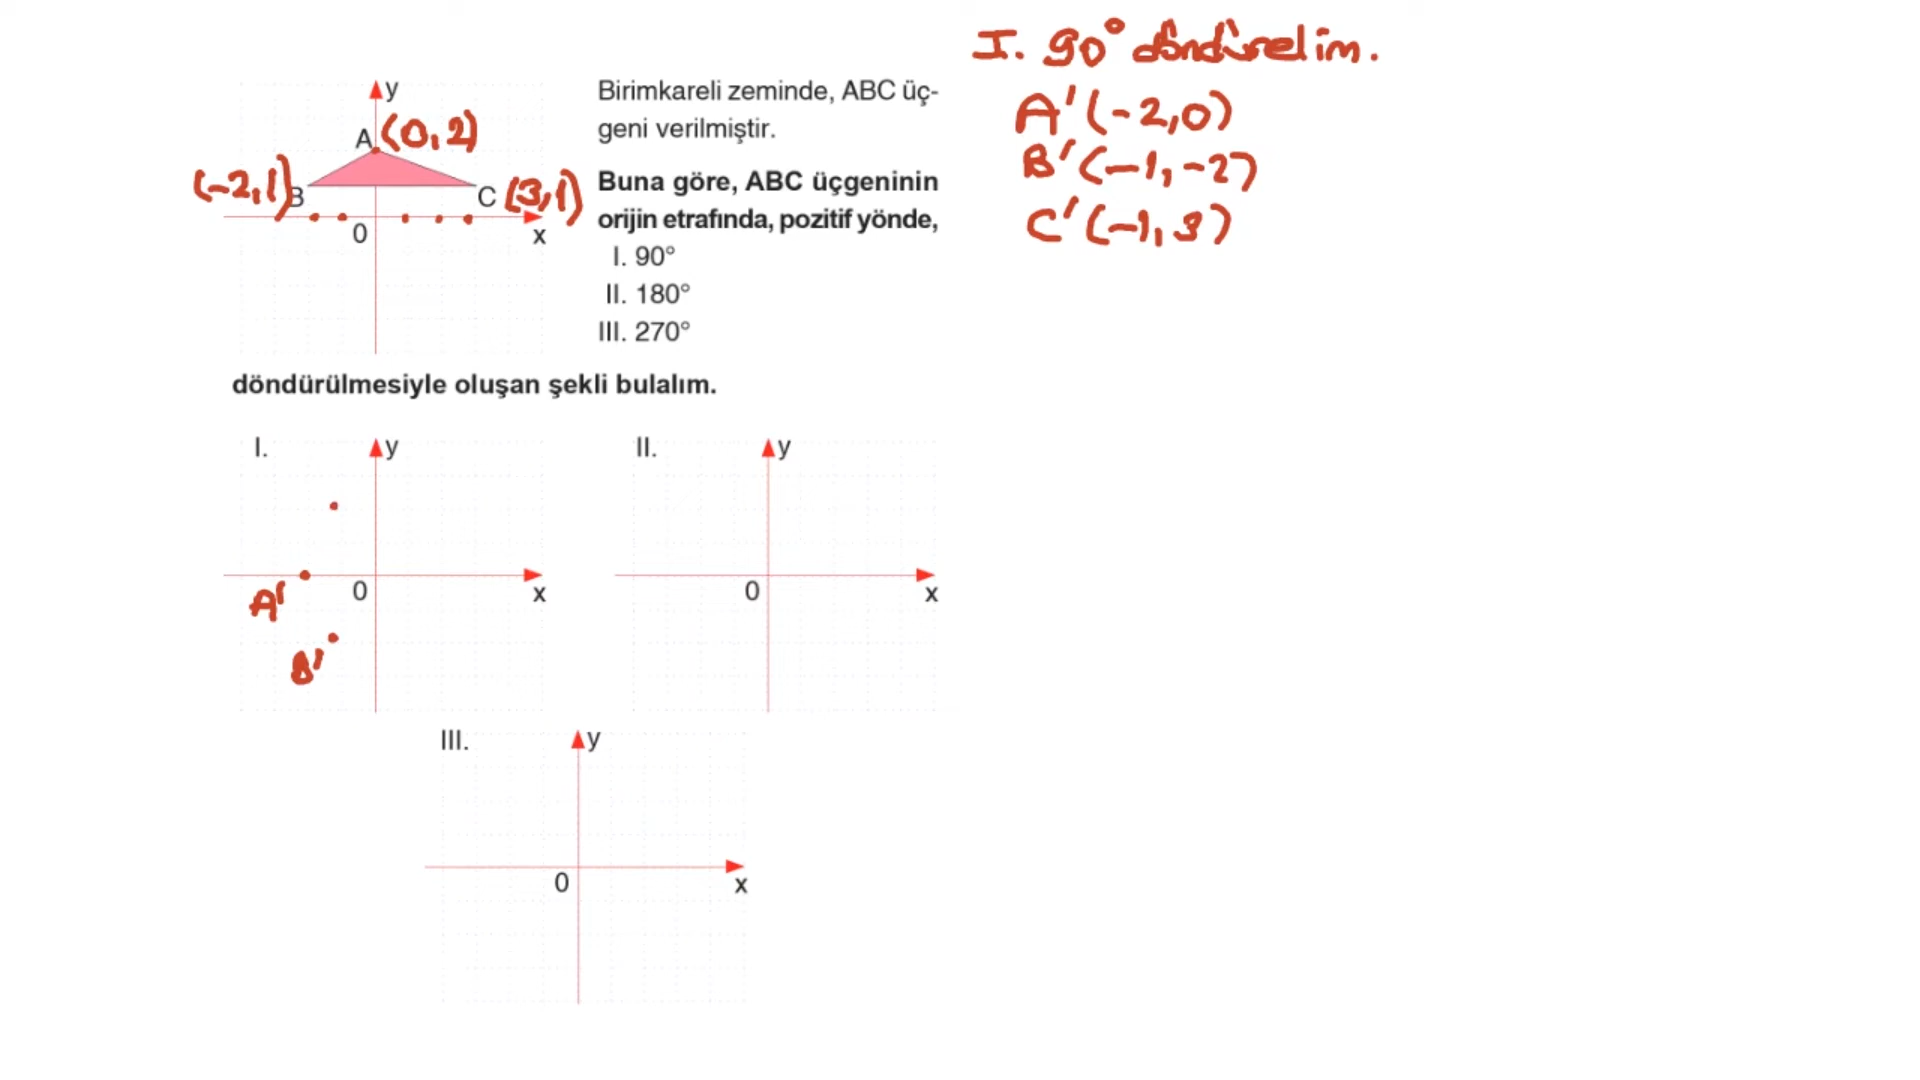 I. 90° döndürelim.
A'(-2,0)
B'(-1,-2)
C'(-1,3)
y
A (0,2)
(-2,1) B
C (3,1)
0
x
Birimkareli zeminde, ABC üç-
geni verilmiştir.
Buna göre, ABC üçgeninin
orijin etrafında, pozitif yönde,
I. 90°
II. 180°
III. 270°
döndürülmesiyle oluşan şekli bulalım.
I.
y
0
x
A'
B'
II.
y
0
x
III.
y
0
x